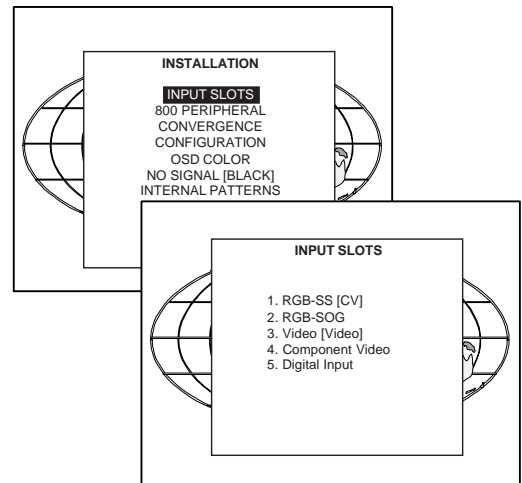 INSTALLATION
INPUT SLOTS
800 PERIPHERAL
CONVERGENCE
CONFIGURATION
OSD COLOR
NO SIGNAL [BLACK]
INTERNAL PATTERNS
INPUT SLOTS
1. RGB-SS [CV]
2. RGB-SOG
3. Video [Video]
4. Component Video
5. Digital Input